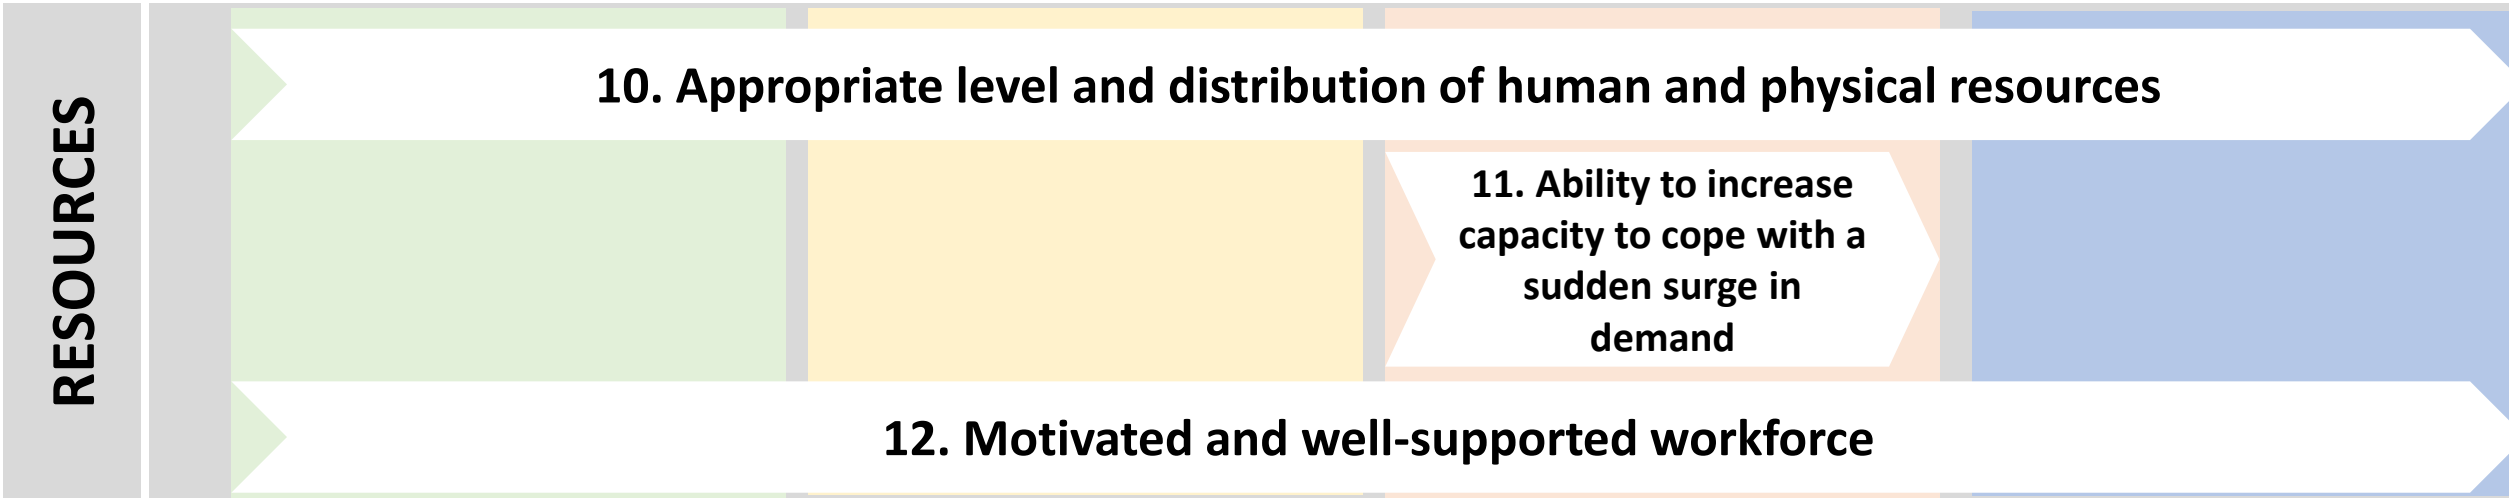 RESOURCES
10. Appropriate level and distribution of human and physical resources
11. Ability to increase
capacity to cope with a
sudden surge in
demand
12. Motivated and well-supported workforce